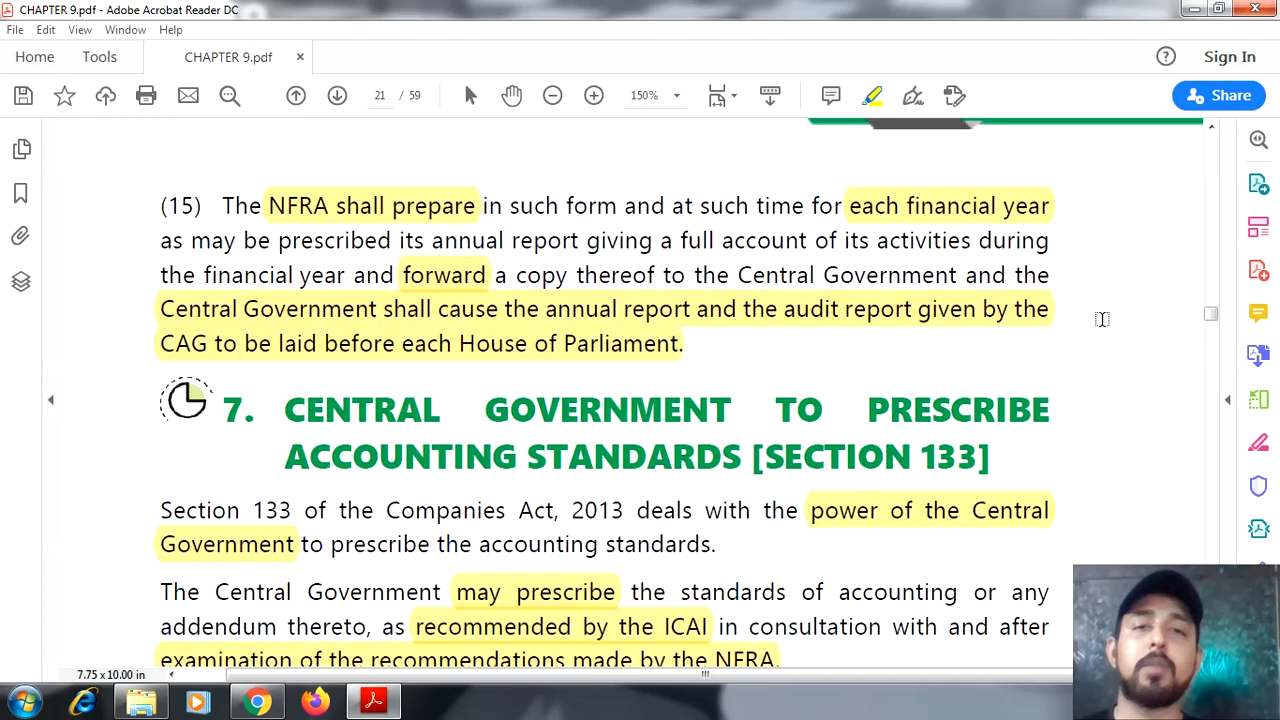 CHAPTER 9.pdf - Adobe Acrobat Reader DC
File Edit View Window Help
Home Tools CHAPTER 9.pdf × Sign In
21 / 59 150% Share
(15) The NFRA shall prepare in such form and at such time for each financial year
as may be prescribed its annual report giving a full account of its activities during
the financial year and forward a copy thereof to the Central Government and the
Central Government shall cause the annual report and the audit report given by the
CAG to be laid before each House of Parliament.
7. CENTRAL GOVERNMENT TO PRESCRIBE
ACCOUNTING STANDARDS [SECTION 133]
Section 133 of the Companies Act, 2013 deals with the power of the Central
Government to prescribe the accounting standards.
The Central Government may prescribe the standards of accounting or any
addendum thereto, as recommended by the ICAI in consultation with and after
examination of the recommendations made by the NFRA.
7.75 x 10.00 in